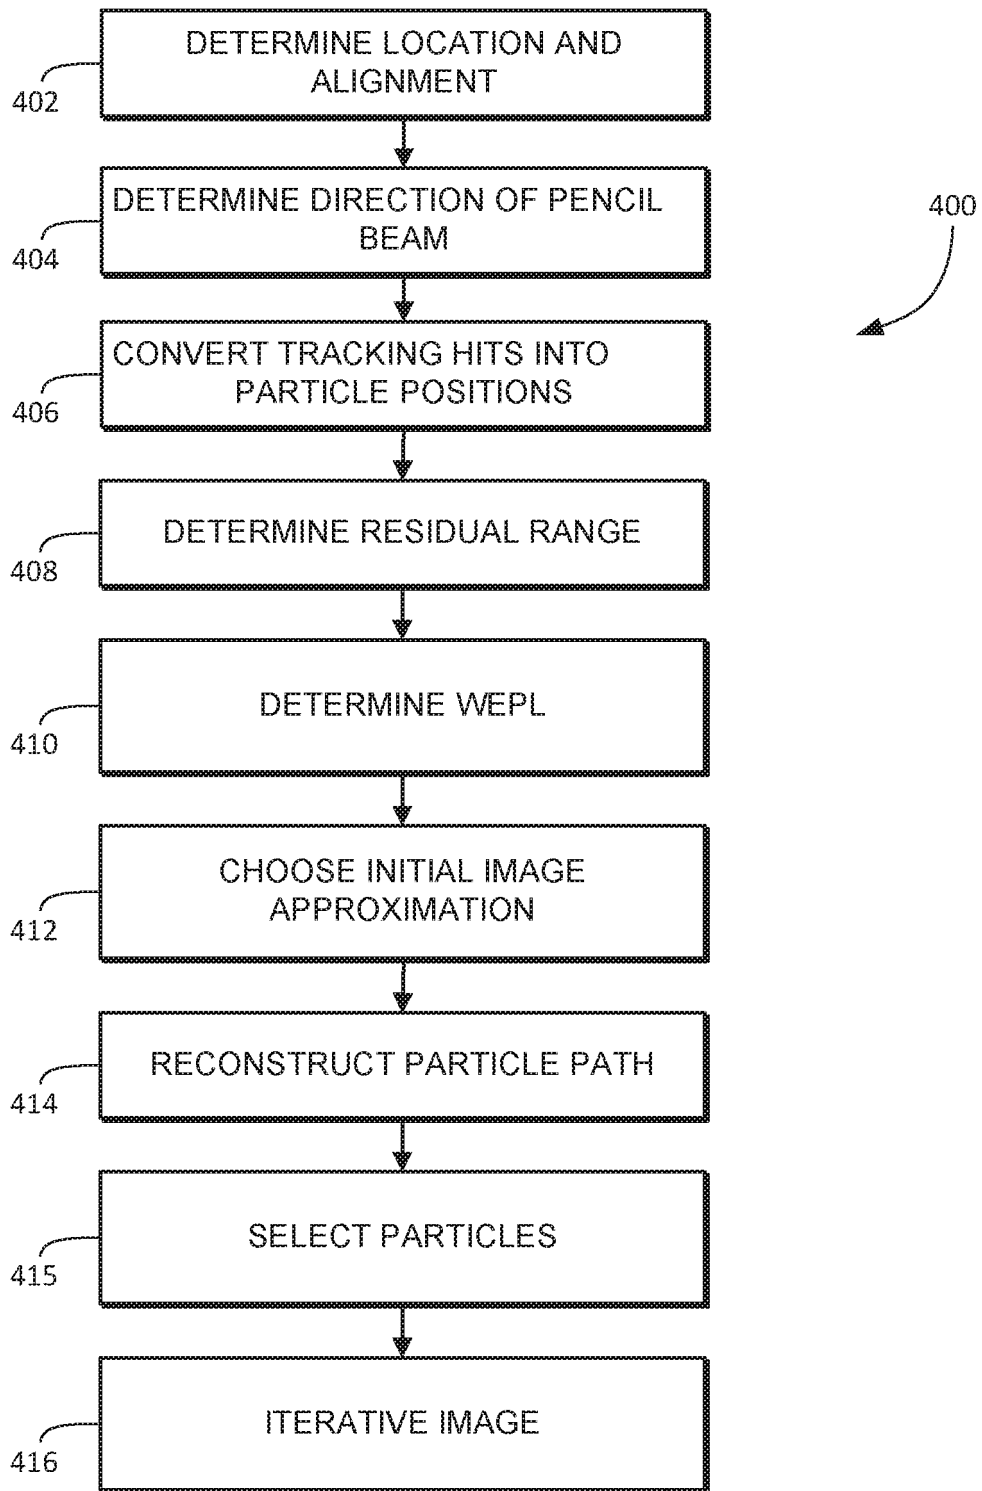 DETERMINE LOCATION AND
ALIGNMENT
402
DETERMINE DIRECTION OF PENCIL
BEAM
404
400
CONVERT TRACKING HITS INTO
PARTICLE POSITIONS
406
DETERMINE RESIDUAL RANGE
408
DETERMINE WEPL
410
CHOOSE INITIAL IMAGE
APPROXIMATION
412
RECONSTRUCT PARTICLE PATH
414
SELECT PARTICLES
415
ITERATIVE IMAGE
416